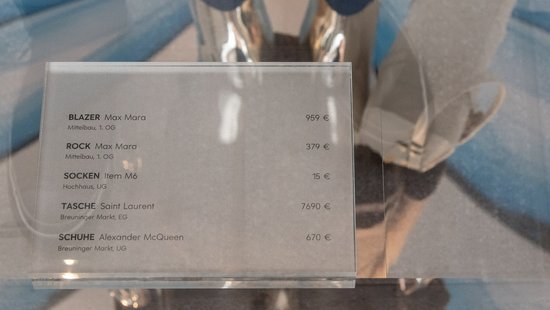 BLAZER Max Mara 959 €
Mittelbau, 1. OG
ROCK Max Mara 379 €
Mittelbau, 1. OG
SOCKEN Item M6 15 €
Hochhaus, UG
TASCHE Saint Laurent 7690 €
Breuninger Markt, EG
SCHUHE Alexander McQueen 670 €
Breuninger Markt, UG